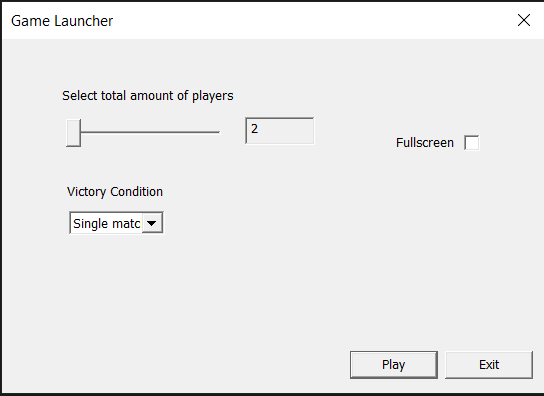 Game Launcher
Select total amount of players
2
Fullscreen
Victory Condition
Single matc
Play
Exit